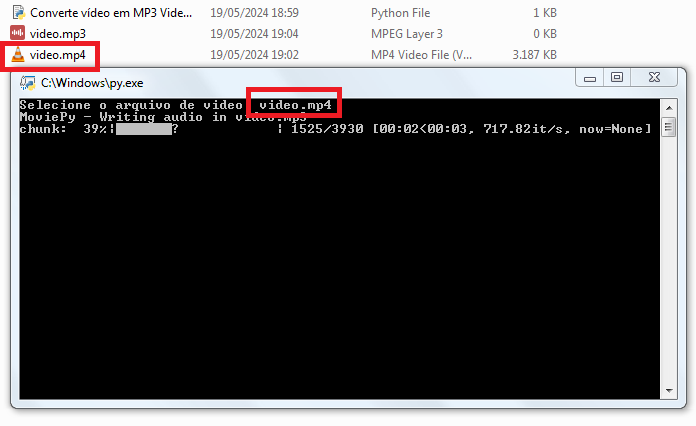 Converte vídeo em MP3 Vide... 19/05/2024 18:59 Python File 1 KB
video.mp3 19/05/2024 19:04 MPEG Layer 3 0 KB
video.mp4 19/05/2024 19:02 MP4 Video File (V... 3.187 KB
C:\Windows\py.exe
Selecione o arquivo de video video.mp4
MoviePy - Writing audio in video.mp3
chunk: 39%|███████? | 1525/3930 [00:02<00:03, 717.82it/s, now=None]